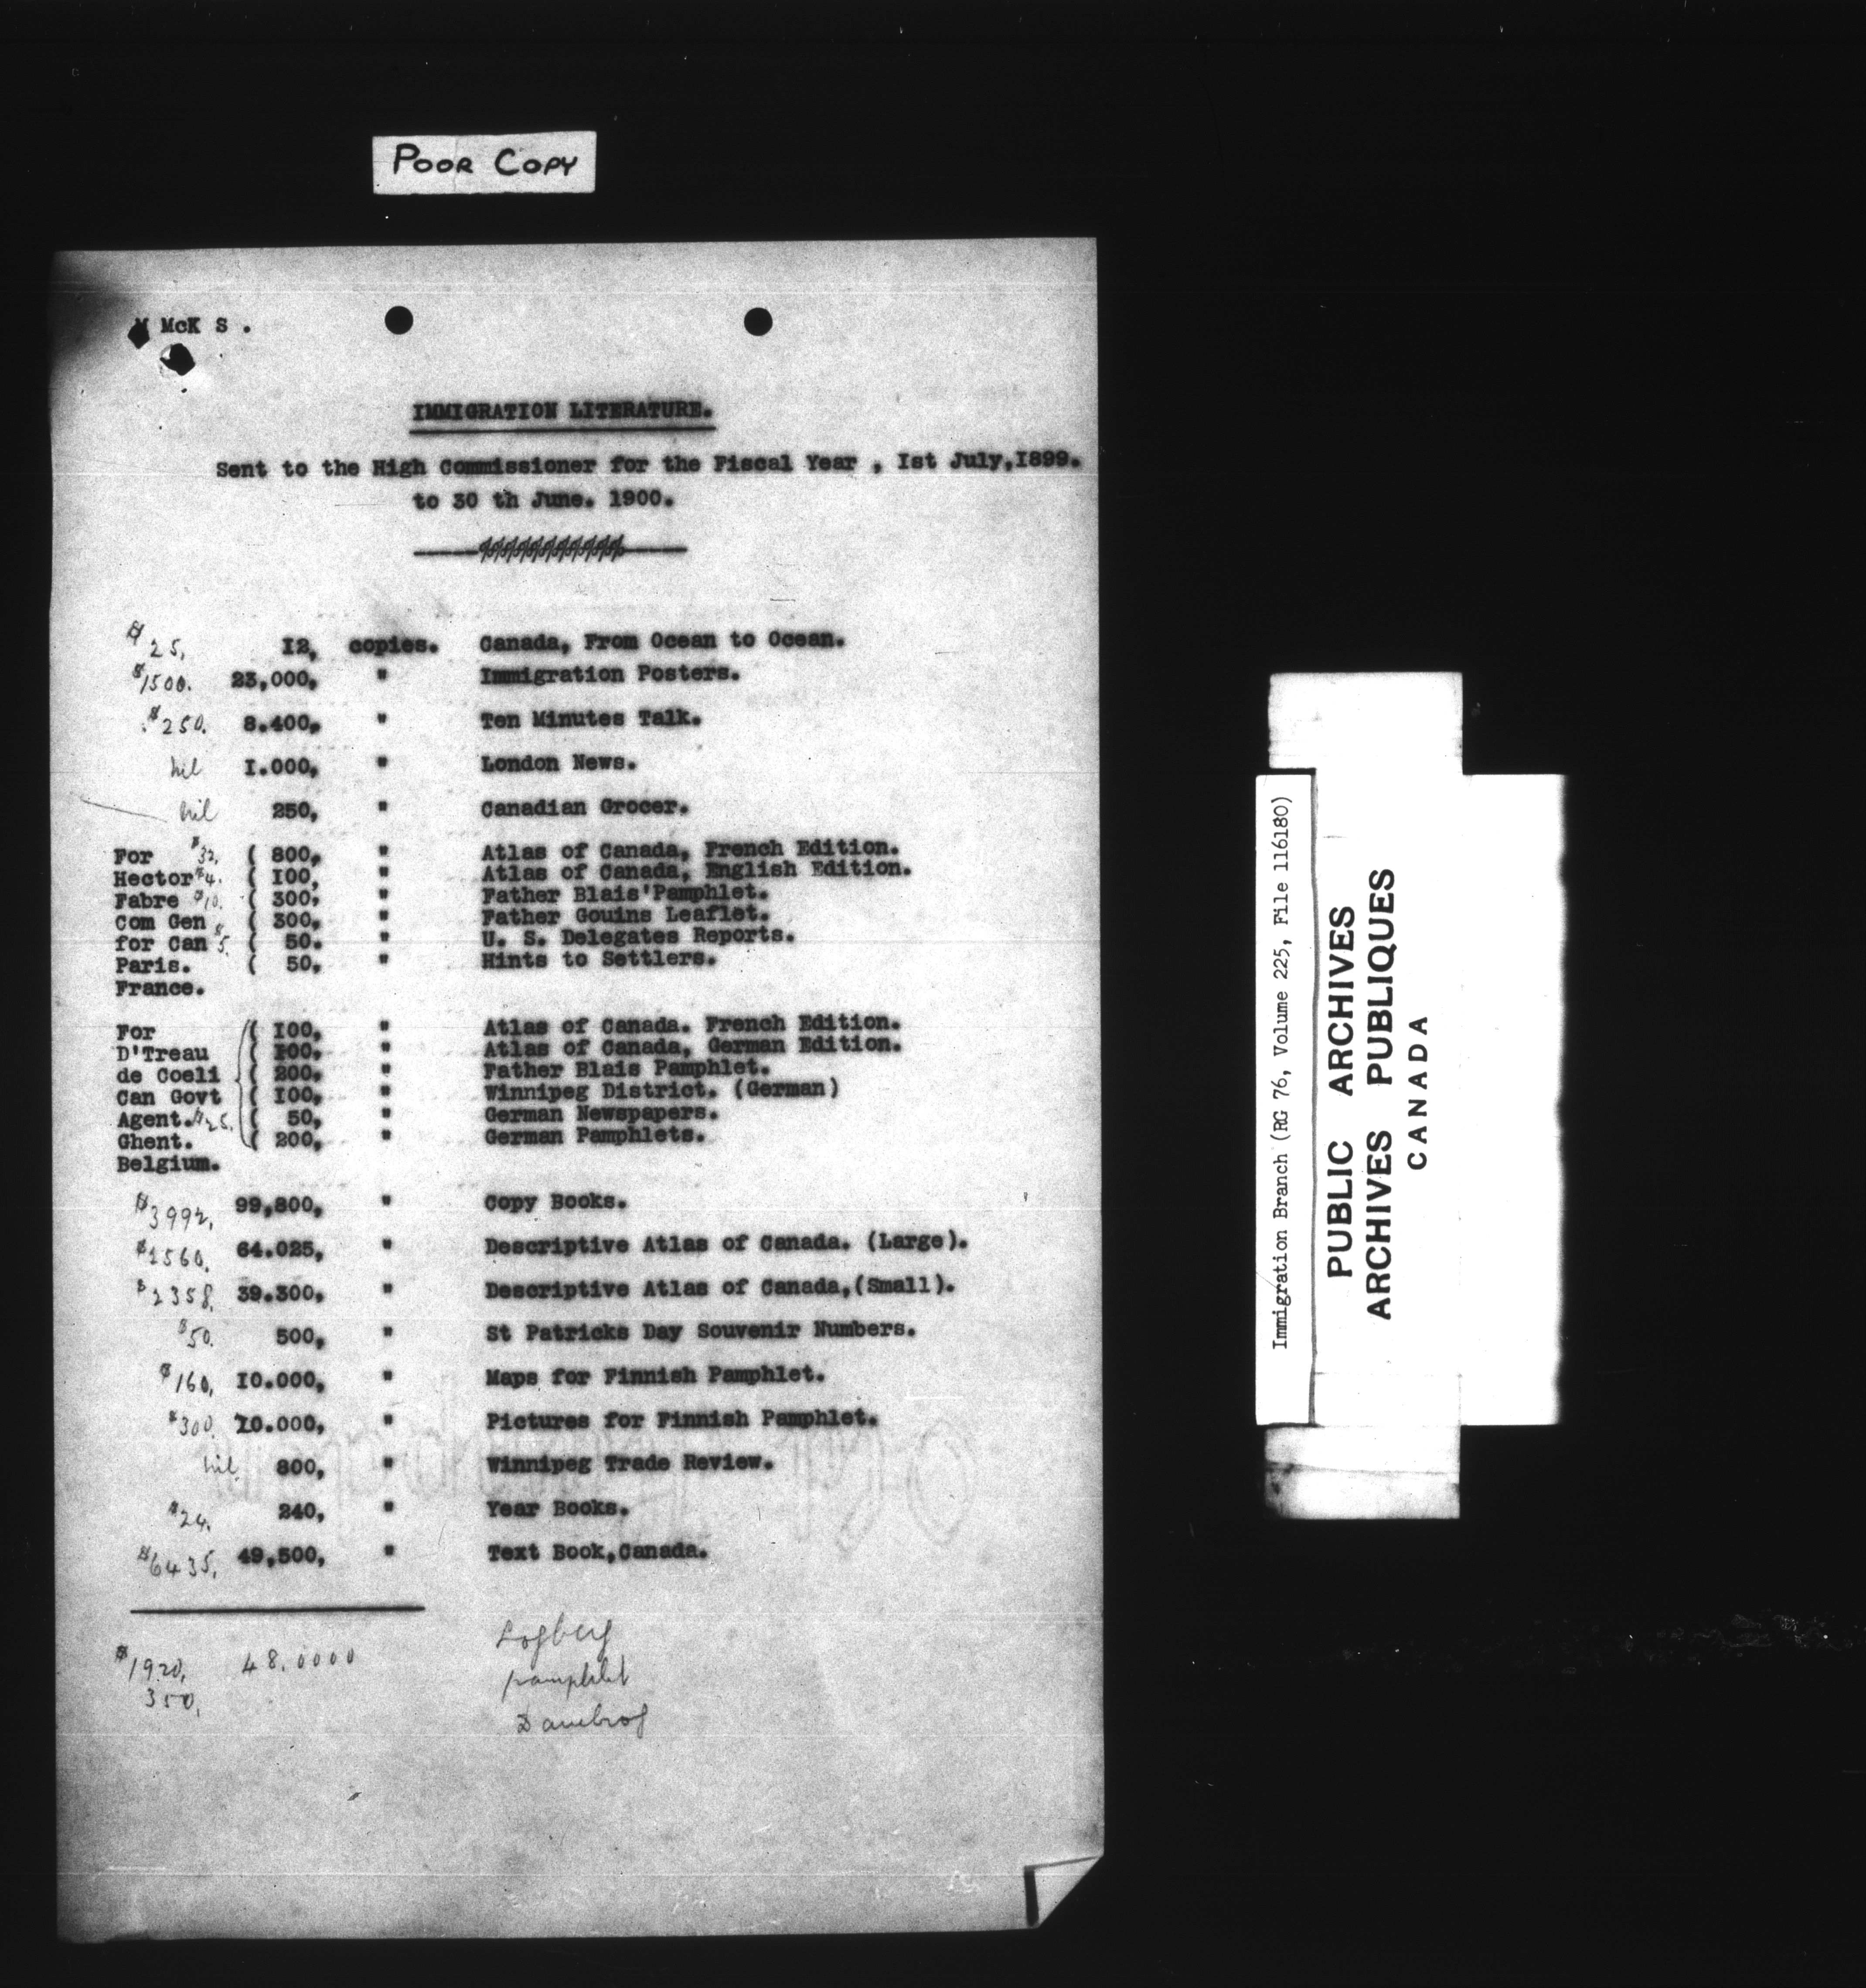 POOR COPY
M McK S .
IMMIGRATION LITERATURE.
Sent to the High Commissioner for the Fiscal Year , Ist July,I899.
to 30 th June. 1900.
$25, I2, copies. Canada, From Ocean to Ocean.
$1500. 23,000, " Immigration Posters.
$250. 8.400, " Ten Minutes Talk.
nil I.000, " London News.
nil 250, " Canadian Grocer.
For $32. ( 800, " Atlas of Canada, French Edition.
Hector $4. ( I00, " Atlas of Canada, English Edition.
Fabre $10. ( 300, " Father Blais'Pamphlet.
Com Gen ( 300, " Father Gouins Leaflet.
for Can $5. ( 50. " U. S. Delegates Reports.
Paris. ( 50, " Hints to Settlers.
France.
For ( I00, " Atlas of Canada. French Edition.
D'Treau ( 100, " Atlas of Canada, German Edition.
de Coeli ( 200, " Father Blais Pamphlet.
Can Govt ( I00, " Winnipeg District. (German)
Agent. $25. ( 50, " German Newspapers.
Ghent. ( 200, " German Pamphlets.
Belgium.
$3992, 99,800, " Copy Books.
64.025, " Descriptive Atlas of Canada. (Large).
$2358. 39.300, " Descriptive Atlas of Canada,(Small).
$50. 500, " St Patricks Day Souvenir Numbers.
$160, I0.000, " Maps for Finnish Pamphlet.
$300. 10.000, " Pictures for Finnish Pamphlet.
nil 800, " Winnipeg Trade Review.
$24. 240, " Year Books.
$6435, 49,500, " Text Book,Canada.
$1920, 48.0000 Logberg
350, pamphlet
Danebrog
Immigration Branch (RG 76, Volume 225, File 116180)
PUBLIC ARCHIVES
ARCHIVES PUBLIQUES
CANADA